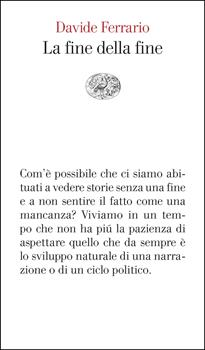 Davide Ferrario
La fine della fine
Com'è possibile che ci siamo abi-
tuati a vedere storie senza una fine
e a non sentire il fatto come una
mancanza? Viviamo in un tem-
po che non ha piú la pazienza di
aspettare quello che da sempre è
lo sviluppo naturale di una narra-
zione o di un ciclo politico.